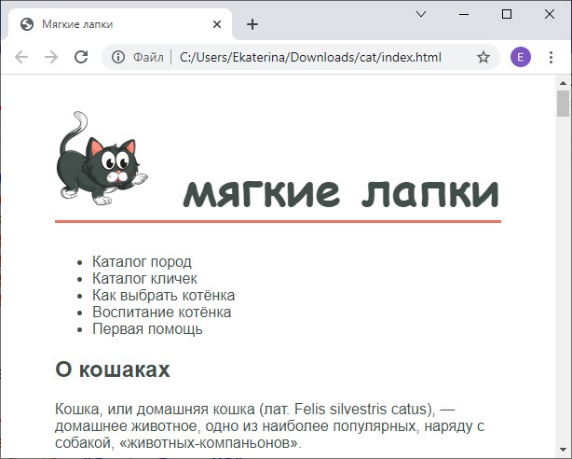 Мягкие лапки
Файл | C:/Users/Ekaterina/Downloads/cat/index.html
E
мягкие лапки
• Каталог пород
• Каталог кличек
• Как выбрать котёнка
• Воспитание котёнка
• Первая помощь
О кошаках
Кошка, или домашняя кошка (лат. Felis silvestris catus), —
домашнее животное, одно из наиболее популярных, наряду с
собакой, «животных-компаньонов».